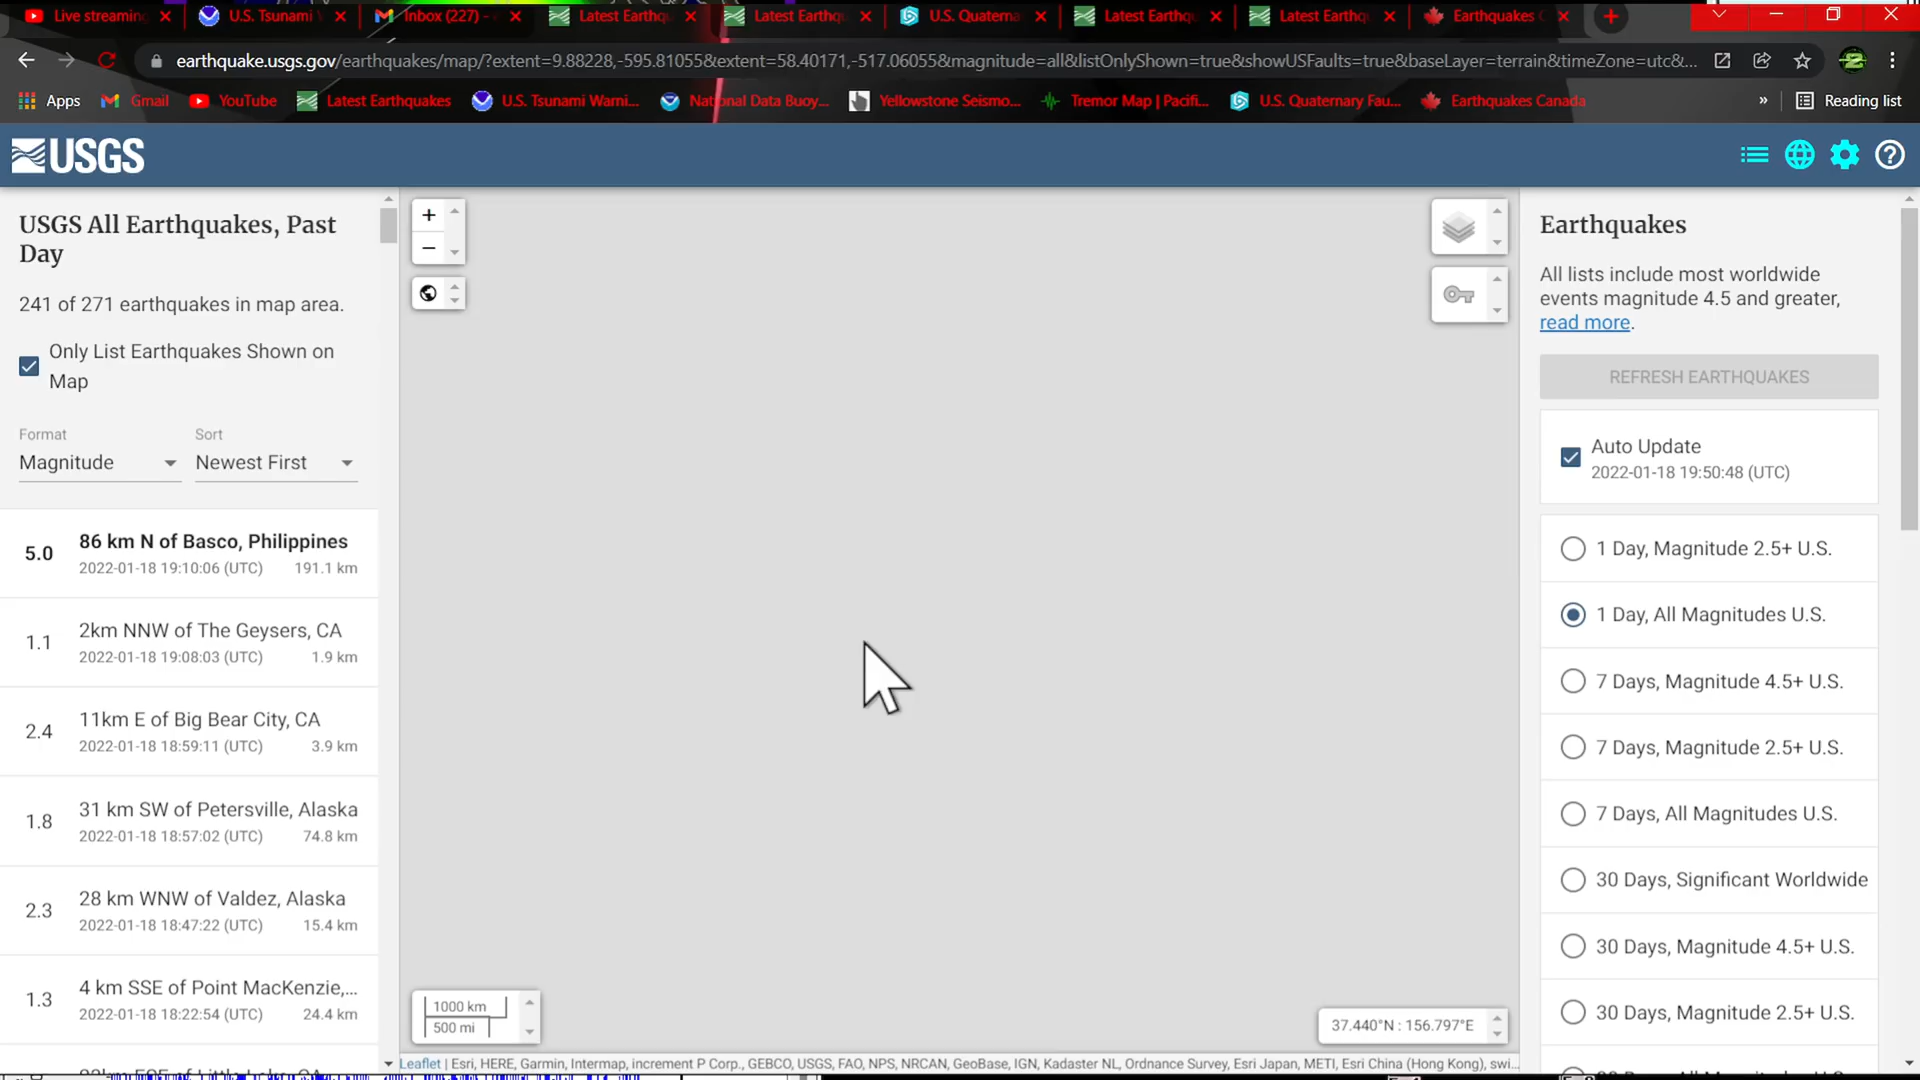 Live streaming
U.S. Tsunami
Inbox (227) -
Latest Earthqu
Latest Earthqu
U.S. Quaterna
Latest Earthqu
Latest Earthqu
Earthquakes C
earthquake.usgs.gov/earthquakes/map/?extent=9.88228,-595.81055&extent=58.40171,-517.06055&magnitude=all&listOnlyShown=true&showUSFaults=true&baseLayer=terrain&timeZone=utc&...
Apps
Gmail
YouTube
Latest Earthquakes
U.S. Tsunami Warni...
National Data Buoy...
Yellowstone Seismo...
Tremor Map | Pacifi...
U.S. Quaternary Fau...
Earthquakes Canada
»
Reading list
USGS
USGS All Earthquakes, Past
Day
241 of 271 earthquakes in map area.
Only List Earthquakes Shown on
Map
Format
Sort
Magnitude
Newest First
5.0
86 km N of Basco, Philippines
2022-01-18 19:10:06 (UTC)
191.1 km
1.1
2km NNW of The Geysers, CA
2022-01-18 19:08:03 (UTC)
1.9 km
2.4
11km E of Big Bear City, CA
2022-01-18 18:59:11 (UTC)
3.9 km
1.8
31 km SW of Petersville, Alaska
2022-01-18 18:57:02 (UTC)
74.8 km
2.3
28 km WNW of Valdez, Alaska
2022-01-18 18:47:22 (UTC)
15.4 km
1.3
4 km SSE of Point MacKenzie,...
2022-01-18 18:22:54 (UTC)
24.4 km
+
−
1000 km
500 mi
37.440°N : 156.797°E
Leaflet | Esri, HERE, Garmin, Intermap, increment P Corp., GEBCO, USGS, FAO, NPS, NRCAN, GeoBase, IGN, Kadaster NL, Ordnance Survey, Esri Japan, METI, Esri China (Hong Kong), swi...
Earthquakes
All lists include most worldwide
events magnitude 4.5 and greater,
read more.
REFRESH EARTHQUAKES
Auto Update
2022-01-18 19:50:48 (UTC)
1 Day, Magnitude 2.5+ U.S.
1 Day, All Magnitudes U.S.
7 Days, Magnitude 4.5+ U.S.
7 Days, Magnitude 2.5+ U.S.
7 Days, All Magnitudes U.S.
30 Days, Significant Worldwide
30 Days, Magnitude 4.5+ U.S.
30 Days, Magnitude 2.5+ U.S.